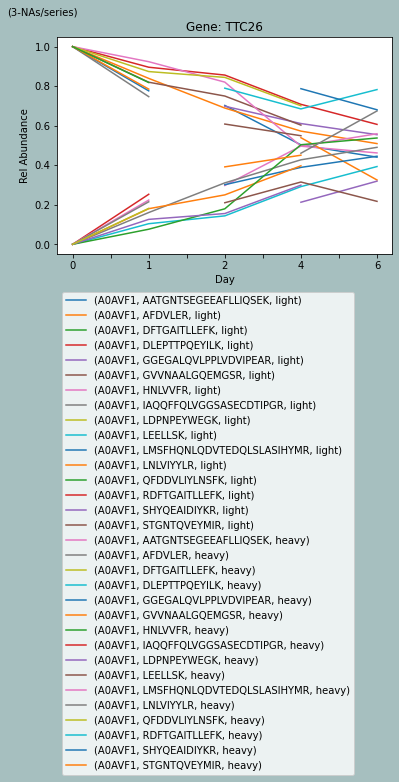 (3-NAs/series)
Gene: TTC26
1.0
0.8
0.6
0.4
0.2
0.0
Rel Abundance
0 1 2 4 6
Day
(A0AVF1, AATGNTSEGEEAFLLIQSEK, light)
(A0AVF1, AFDVLER, light)
(A0AVF1, DFTGAITLLEFK, light)
(A0AVF1, DLEPTTPQEYILK, light)
(A0AVF1, GGEGALQVLPPLVDVIPEAR, light)
(A0AVF1, GVVNAALGQEMGSR, light)
(A0AVF1, HNLVVFR, light)
(A0AVF1, IAQQFFQLVGGSASECDTIPGR, light)
(A0AVF1, LDPNPEYWEGK, light)
(A0AVF1, LEELLSK, light)
(A0AVF1, LMSFHQNLQDVTEDQLSLASIHYMR, light)
(A0AVF1, LNLVIYYLR, light)
(A0AVF1, QFDDVLIYLNSFK, light)
(A0AVF1, RDFTGAITLLEFK, light)
(A0AVF1, SHYQEAIDIYKR, light)
(A0AVF1, STGNTQVEYMIR, light)
(A0AVF1, AATGNTSEGEEAFLLIQSEK, heavy)
(A0AVF1, AFDVLER, heavy)
(A0AVF1, DFTGAITLLEFK, heavy)
(A0AVF1, DLEPTTPQEYILK, heavy)
(A0AVF1, GGEGALQVLPPLVDVIPEAR, heavy)
(A0AVF1, GVVNAALGQEMGSR, heavy)
(A0AVF1, HNLVVFR, heavy)
(A0AVF1, IAQQFFQLVGGSASECDTIPGR, heavy)
(A0AVF1, LDPNPEYWEGK, heavy)
(A0AVF1, LEELLSK, heavy)
(A0AVF1, LMSFHQNLQDVTEDQLSLASIHYMR, heavy)
(A0AVF1, LNLVIYYLR, heavy)
(A0AVF1, QFDDVLIYLNSFK, heavy)
(A0AVF1, RDFTGAITLLEFK, heavy)
(A0AVF1, SHYQEAIDIYKR, heavy)
(A0AVF1, STGNTQVEYMIR, heavy)